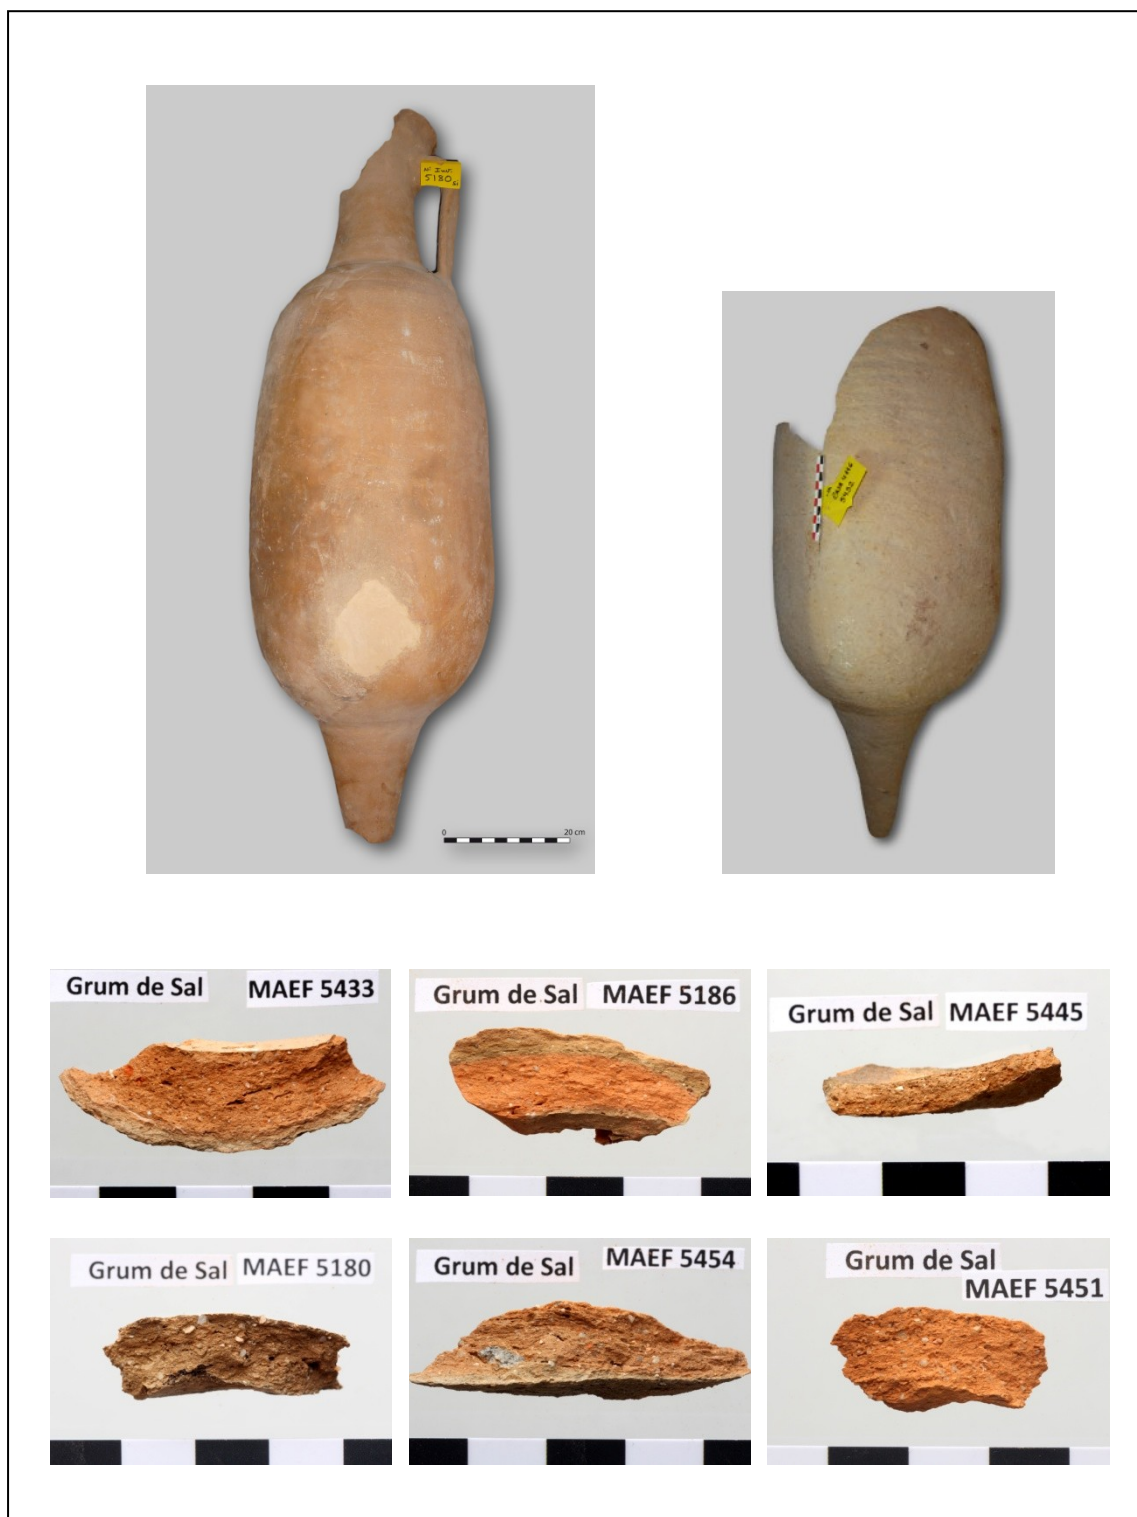 5180
0 20 cm
Grum de Sal MAEF 5433
Grum de Sal MAEF 5186
Grum de Sal MAEF 5445
Grum de Sal MAEF 5180
Grum de Sal MAEF 5454
Grum de Sal
MAEF 5451